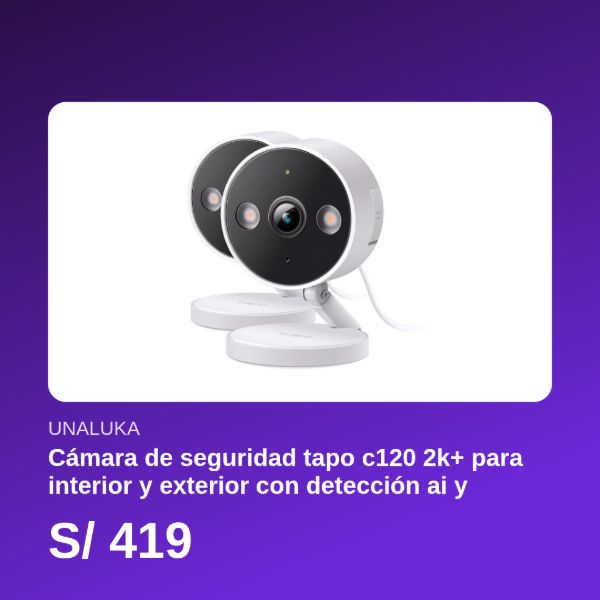 UNALUKA
Cámara de seguridad tapo c120 2k+ para
interior y exterior con detección ai y
S/ 419